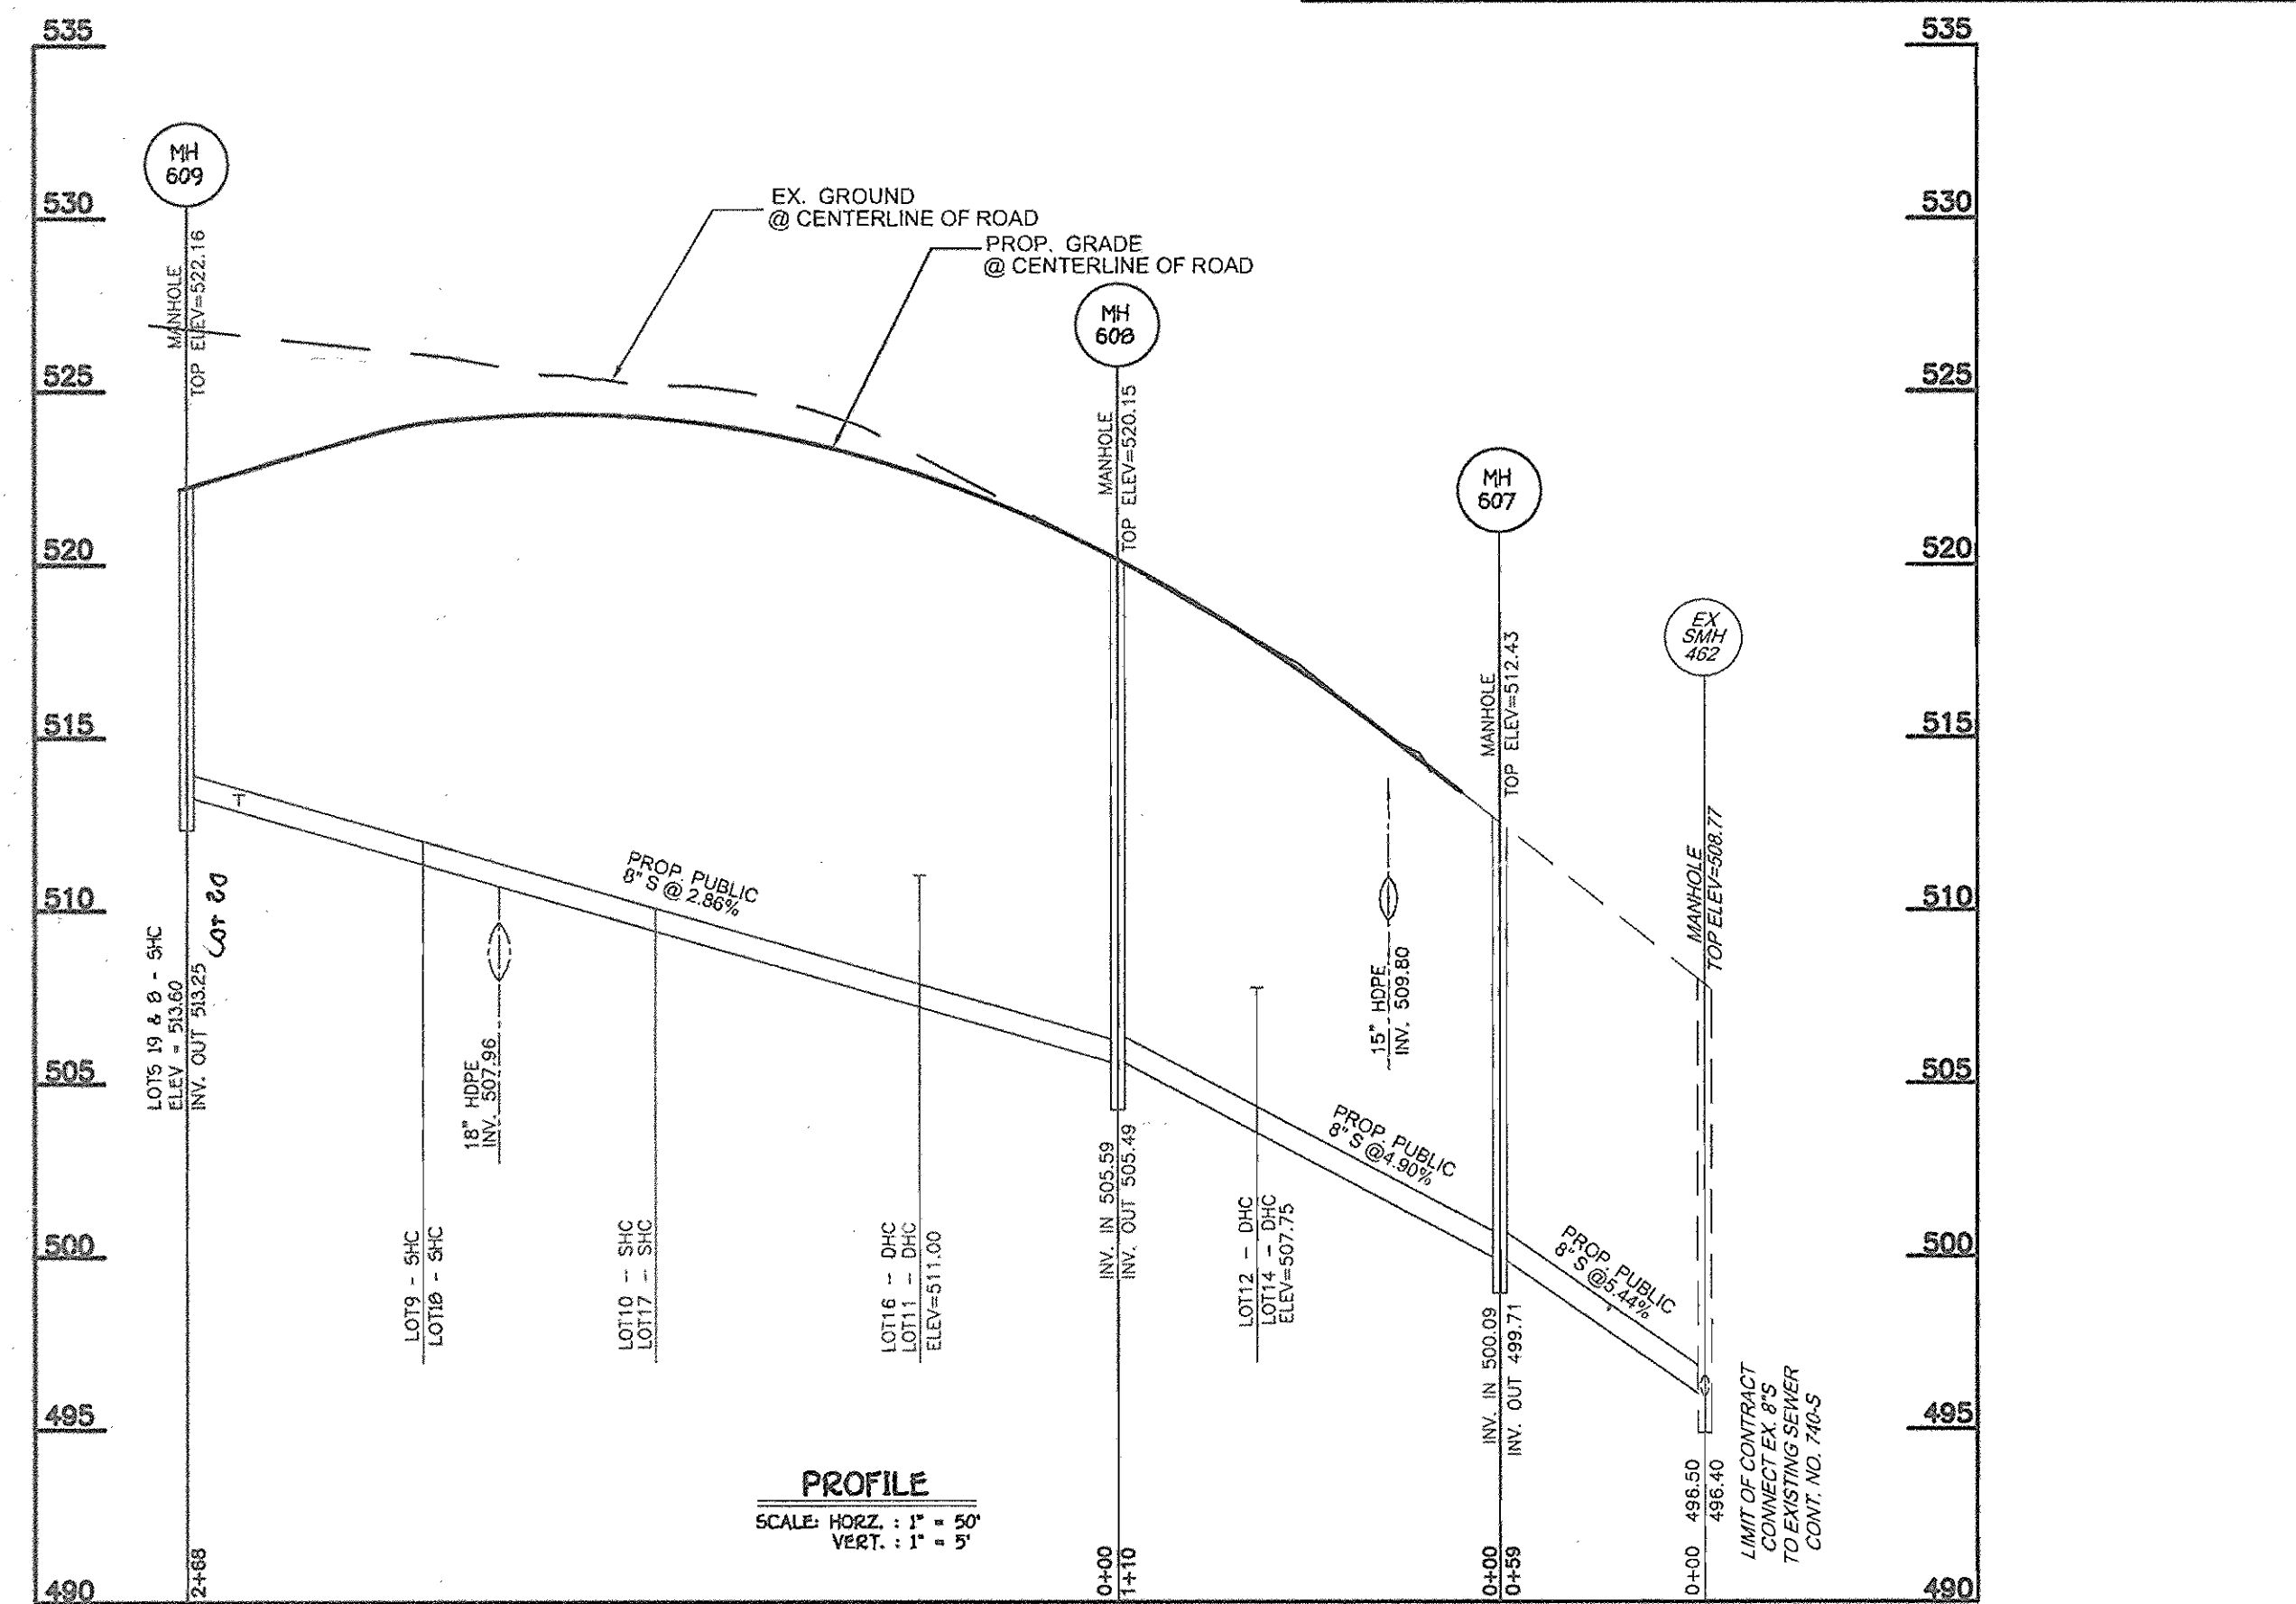 535
530
525
520
515
510
505
500
495
490
535
530
525
520
515
510
505
500
495
490
MH
609
MANHOLE
TOP ELEV=522.16
EX. GROUND
@ CENTERLINE OF ROAD
PROP. GRADE
@ CENTERLINE OF ROAD
MH
608
MANHOLE
TOP ELEV=520.15
MH
607
MANHOLE
TOP ELEV=512.43
EX
SMH
462
MANHOLE
TOP ELEV=508.77
LOTS 19 & 8 - SHC
ELEV = 513.60
INV. OUT 513.25
LOT 20
T
PROP. PUBLIC
8" S @ 2.86%
18" HDPE
INV. 507.96
LOT9 - SHC
LOT18 - SHC
LOT10 - SHC
LOT17 - SHC
LOT16 - DHC
LOT11 - DHC
ELEV=511.00
INV. IN 505.59
INV. OUT 505.49
LOT12 - DHC
LOT14 - DHC
ELEV=507.75
15" HDPE
INV. 509.80
PROP. PUBLIC
8" S @4.90%
INV. IN 500.09
INV. OUT 499.71
PROP. PUBLIC
8" S @5.44%
496.50
496.40
LIMIT OF CONTRACT
CONNECT EX. 8"S
TO EXISTING SEWER
CONT. NO. 740-S
PROFILE
SCALE: HORZ. : 1" = 50'
VERT. : 1" = 5'
2+68
0+00
1+10
0+00
0+59
0+00